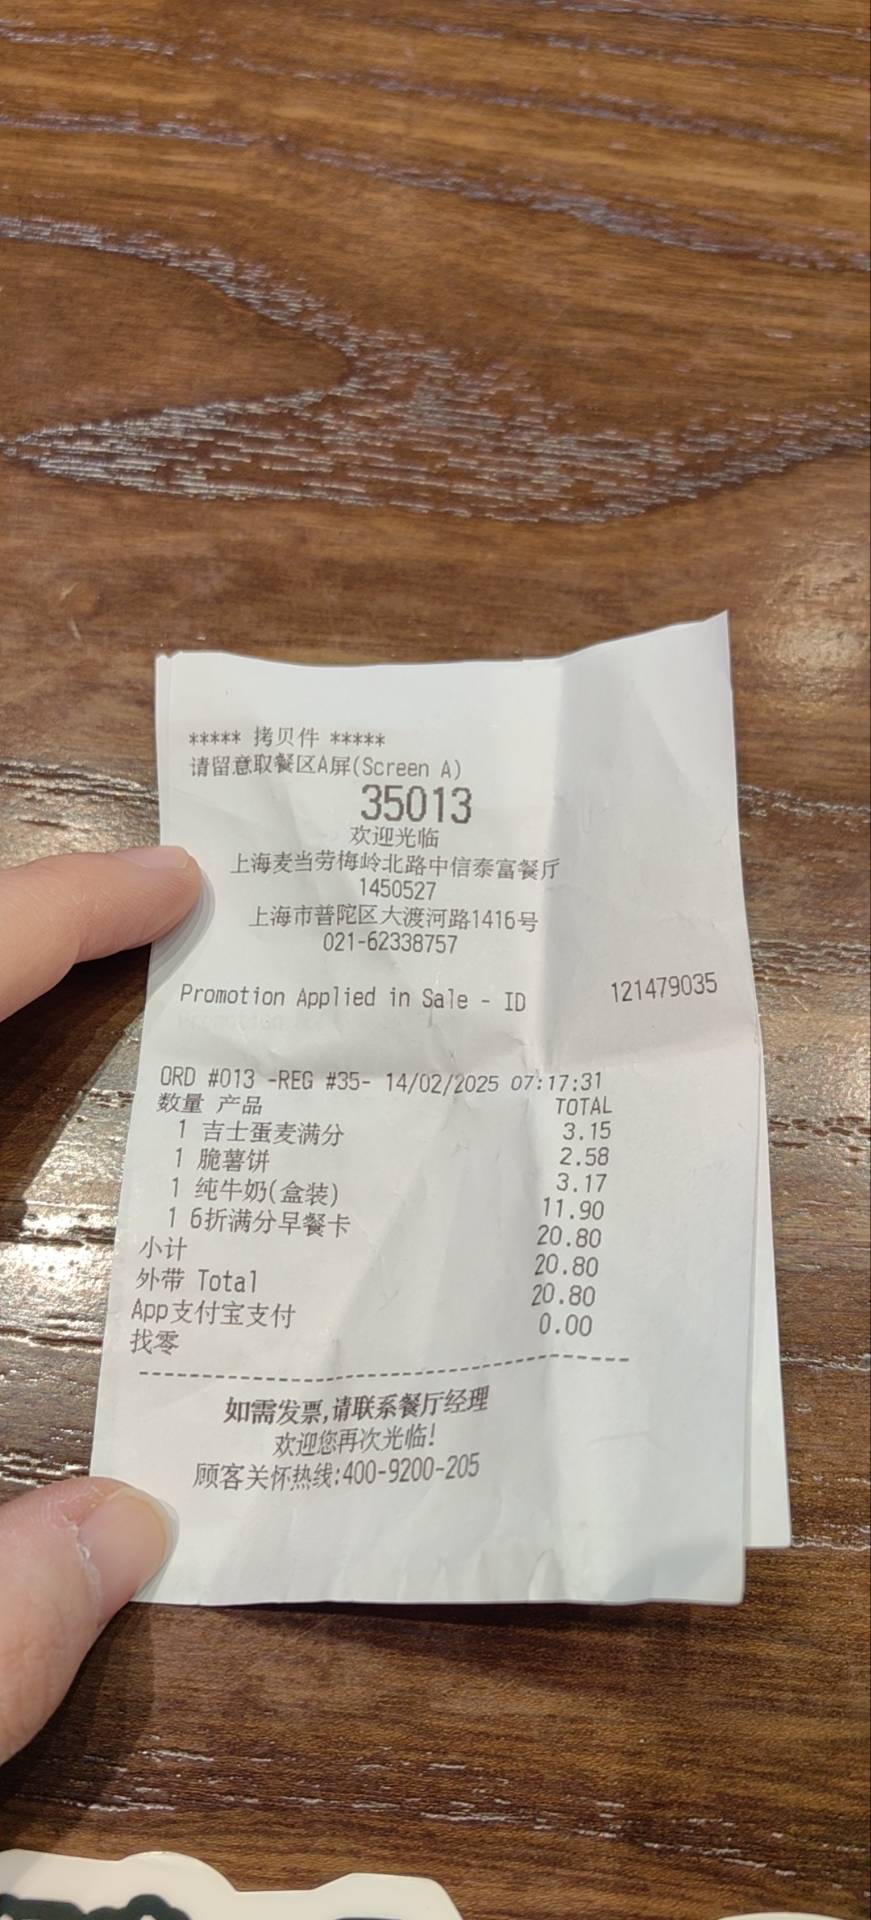 ***** 拷贝件 *****
请留意取餐区A屏(Screen A)
35013
欢迎光临
上海麦当劳梅岭北路中信泰富餐厅
1450527
上海市普陀区大渡河路1416号
021-62338757
Promotion Applied in Sale - ID 121479035
ORD #013 -REG #35- 14/02/2025 07:17:31
数量 产品 TOTAL
1 吉士蛋麦满分 3.15
1 脆薯饼 2.58
1 纯牛奶(盒装) 3.17
1 6折满分早餐卡 11.90
小计 20.80
外带 Total 20.80
App支付宝支付 20.80
找零 0.00
如需发票,请联系餐厅经理
欢迎您再次光临!
顾客关怀热线:400-9200-205